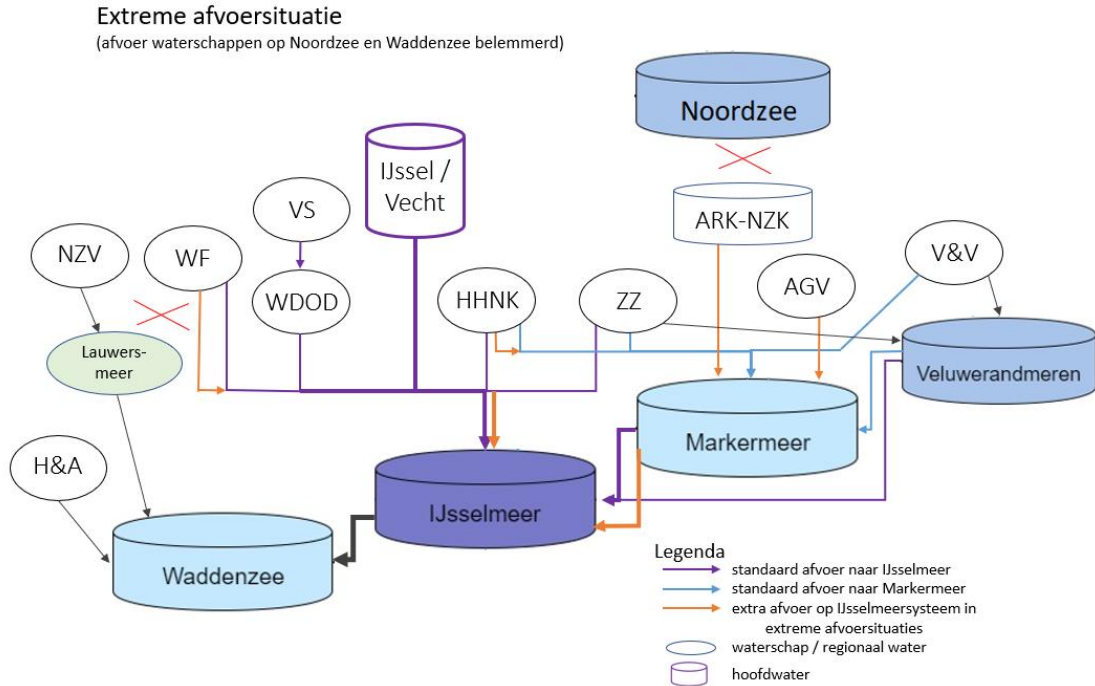 Extreme afvoersituatie
(afvoer waterschappen op Noordzee en Waddenzee belemmerd)
Noordzee
IJssel /
Vecht
VS
ARK-NZK
NZV
WF
V&V
WDOD
HHNK
ZZ
AGV
Lauwers-
meer
Veluwerandmeren
Markermeer
H&A
IJsselmeer
Waddenzee
Legenda
standaard afvoer naar IJsselmeer
standaard afvoer naar Markermeer
extra afvoer op IJsselmeersysteem in
extreme afvoersituaties
waterschap / regionaal water
hoofdwater